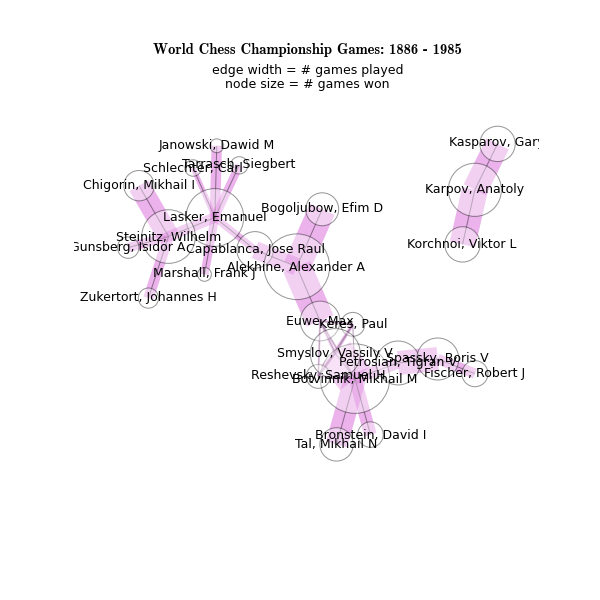 World Chess Championship Games: 1886 - 1985
edge width = # games played
node size = # games won
Kasparov, Gary
Janowski, Dawid M
Tarrasch, Siegbert
Schlechter, Carl
Chigorin, Mikhail I
Karpov, Anatoly
Bogoljubow, Efim D
Lasker, Emanuel
Steinitz, Wilhelm
Korchnoi, Viktor L
Gunsberg, Isidor A
Capablanca, Jose Raul
Alekhine, Alexander A
Marshall, Frank J
Zukertort, Johannes H
Euwe, Max
Keres, Paul
Smyslov, Vassily V
Spassky, Boris V
Petrosian, Tigran V
Fischer, Robert J
Reshevsky, Samuel H
Botvinnik, Mikhail M
Bronstein, David I
Tal, Mikhail N